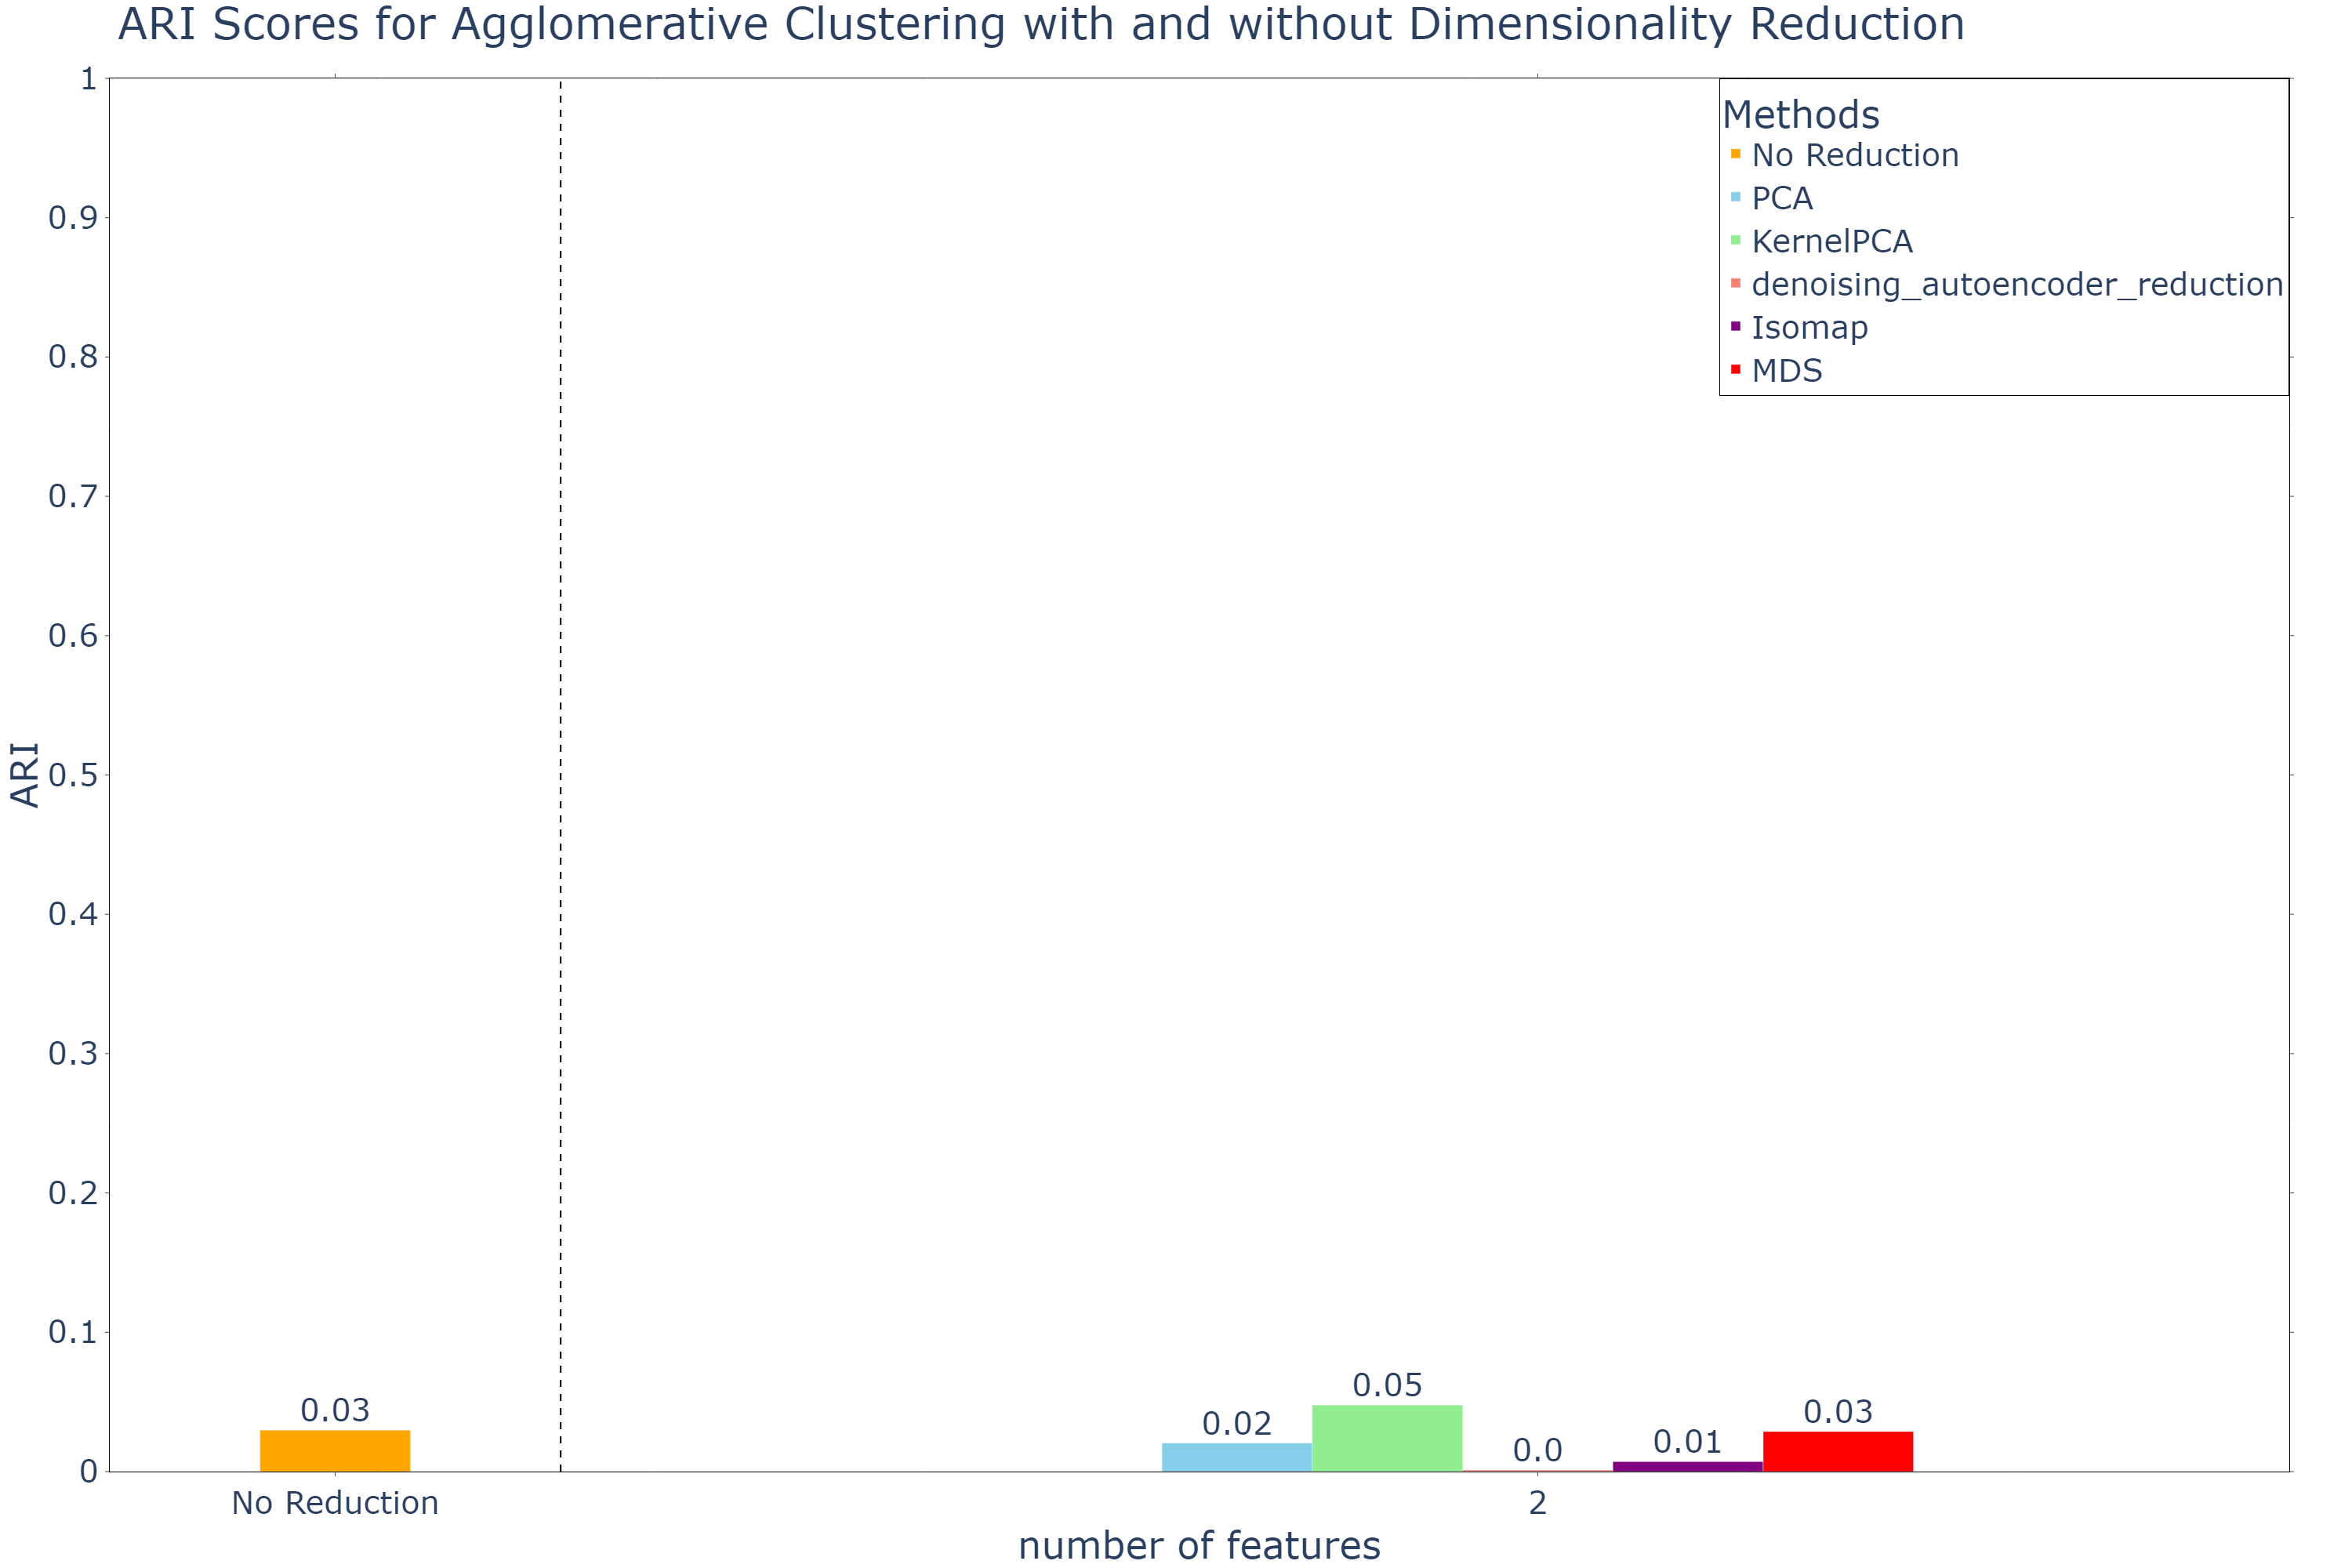 ARI Scores for Agglomerative Clustering with and without Dimensionality Reduction
1
0.9
0.8
0.7
0.6
0.5
0.4
0.3
0.2
0.1
0
ARI
Methods
No Reduction
PCA
KernelPCA
denoising_autoencoder_reduction
Isomap
MDS
0.03
0.02
0.05
0.0
0.01
0.03
No Reduction
2
number of features